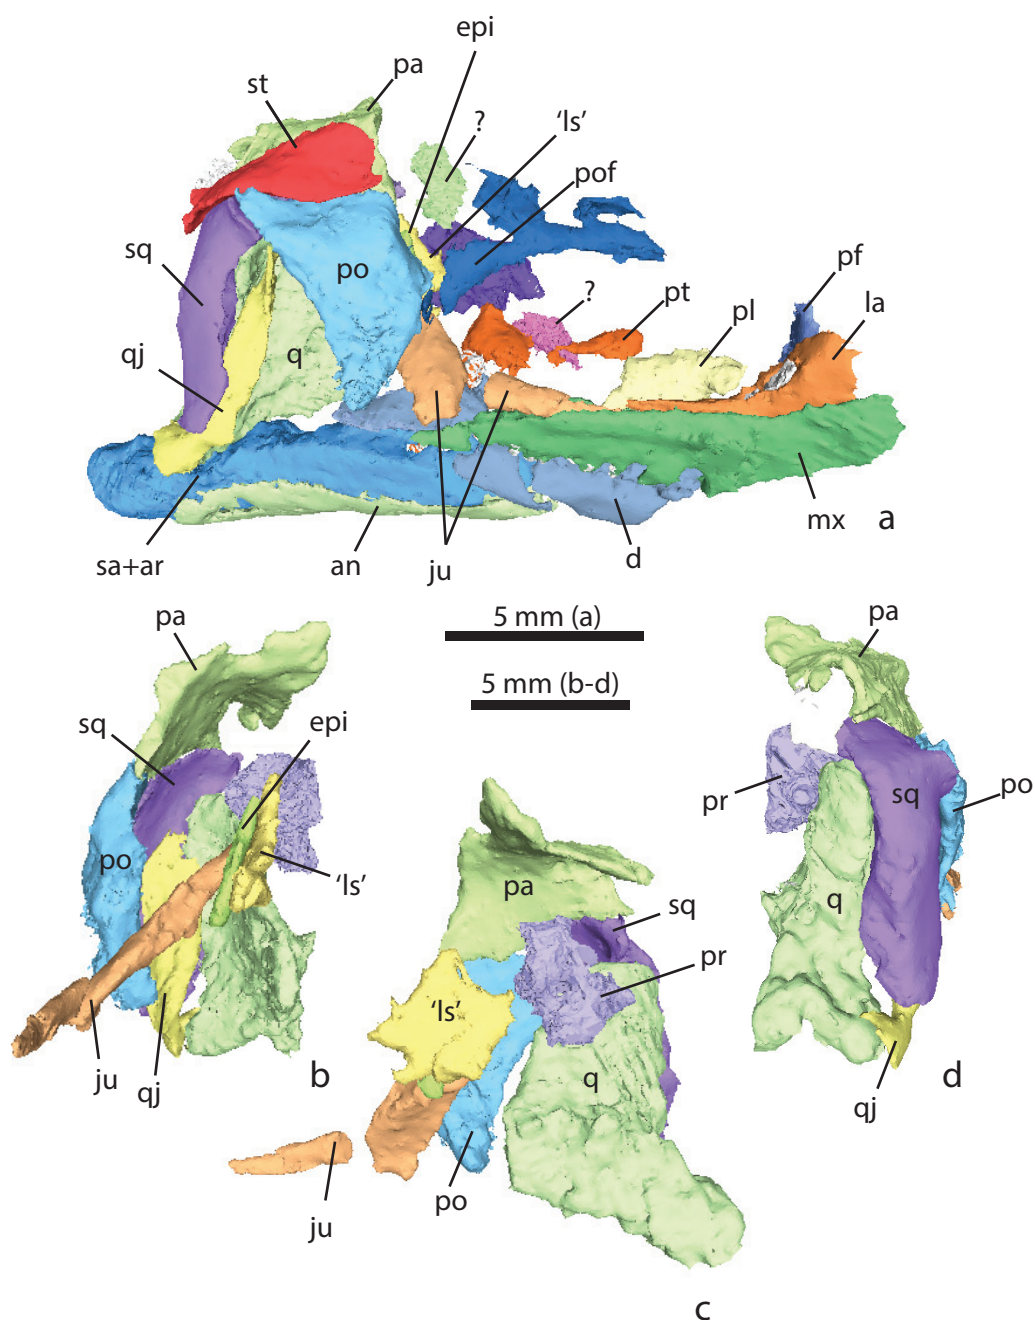 epi
pa
st
?
'ls'
pof
sq
po
?
pt
pf
pl
la
qj
q
mx
a
sa+ar
an
ju
d
5 mm (a)
5 mm (b-d)
pa
sq
epi
po
'ls'
ju
qj
b
pa
sq
pr
'ls'
q
po
ju
c
pa
pr
sq
po
q
qj
d